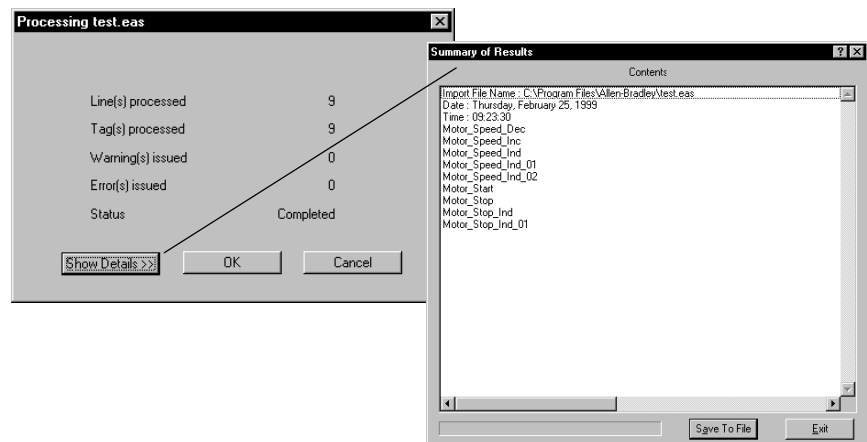 Processing test.eas
Line(s) processed 9
Tag(s) processed 9
Warning(s) issued 0
Error(s) issued 0
Status Completed
Show Details >> OK Cancel
Summary of Results
Contents
Import File Name : C:\Program Files\Allen-Bradley\test.eas
Date : Thursday, February 25, 1999
Time : 09:23:30
Motor_Speed_Dec
Motor_Speed_Inc
Motor_Speed_Ind
Motor_Speed_Ind_01
Motor_Speed_Ind_02
Motor_Start
Motor_Stop
Motor_Stop_Ind
Motor_Stop_Ind_01
Save To File Exit